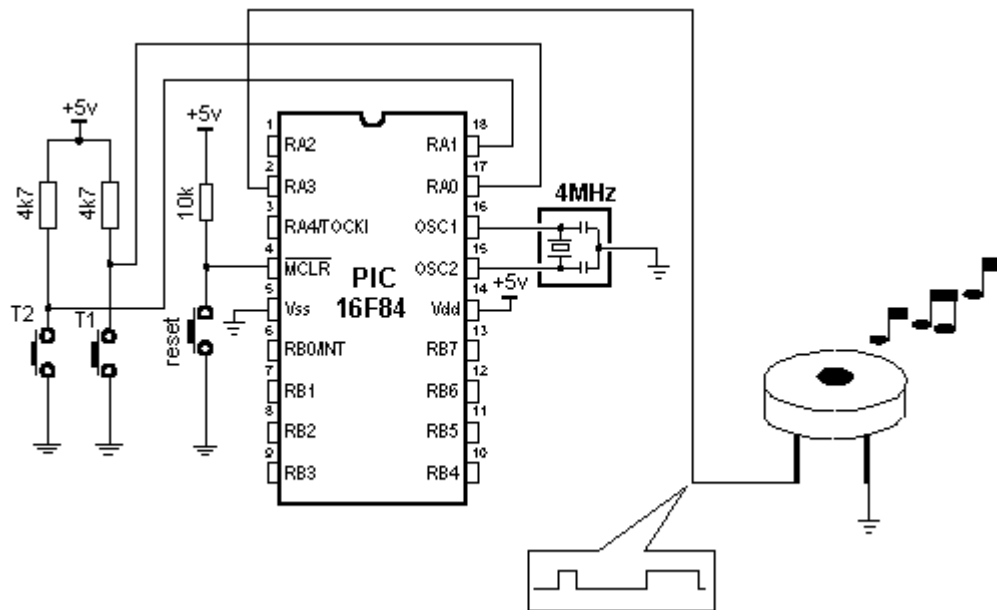 +5v
4k7
4k7
T2
T1
+5v
10k
reset
1
RA2
2
RA3
3
RA4/TOCKI
4
MCLR
5
Vss
6
RB0/INT
7
RB1
8
RB2
9
RB3
PIC
16F84
18
RA1
17
RA0
16
OSC1
15
OSC2
14
Vdd
13
RB7
12
RB6
11
RB5
10
RB4
4MHz
+5v